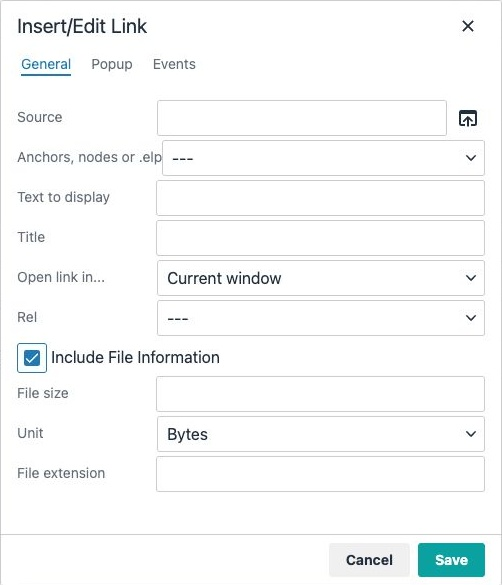 Insert/Edit Link
General Popup Events
Source
Anchors, nodes or .elp ---
Text to display
Title
Open link in... Current window
Rel ---
Include File Information
File size
Unit Bytes
File extension
Cancel Save